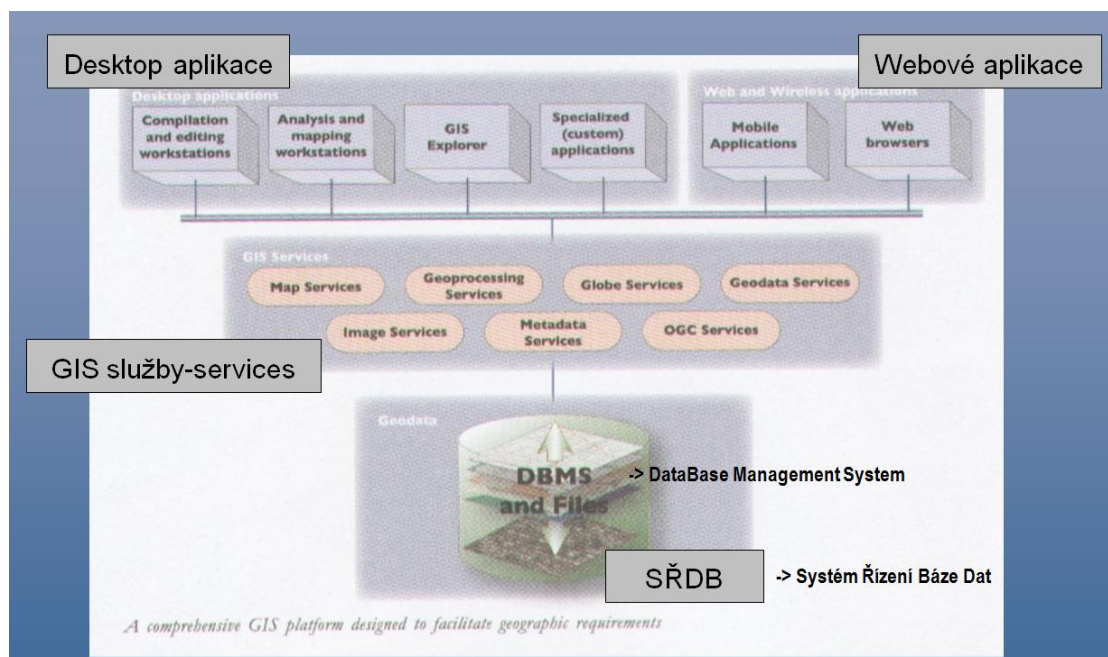 Desktop aplikace
Webové aplikace
Desktop applications
Web and Wireless applications
Compilation
and editing
workstations
Analysis and
mapping
workstations
GIS
Explorer
Specialized
(custom)
applications
Mobile
Applications
Web
browsers
GIS Services
Map Services
Geoprocessing
Services
Globe Services
Geodata Services
Image Services
Metadata
Services
OGC Services
GIS služby-services
Geodata
DBMS
and Files
-> DataBase Management System
SŘDB
-> Systém Řízení Báze Dat
A comprehensive GIS platform designed to facilitate geographic requirements